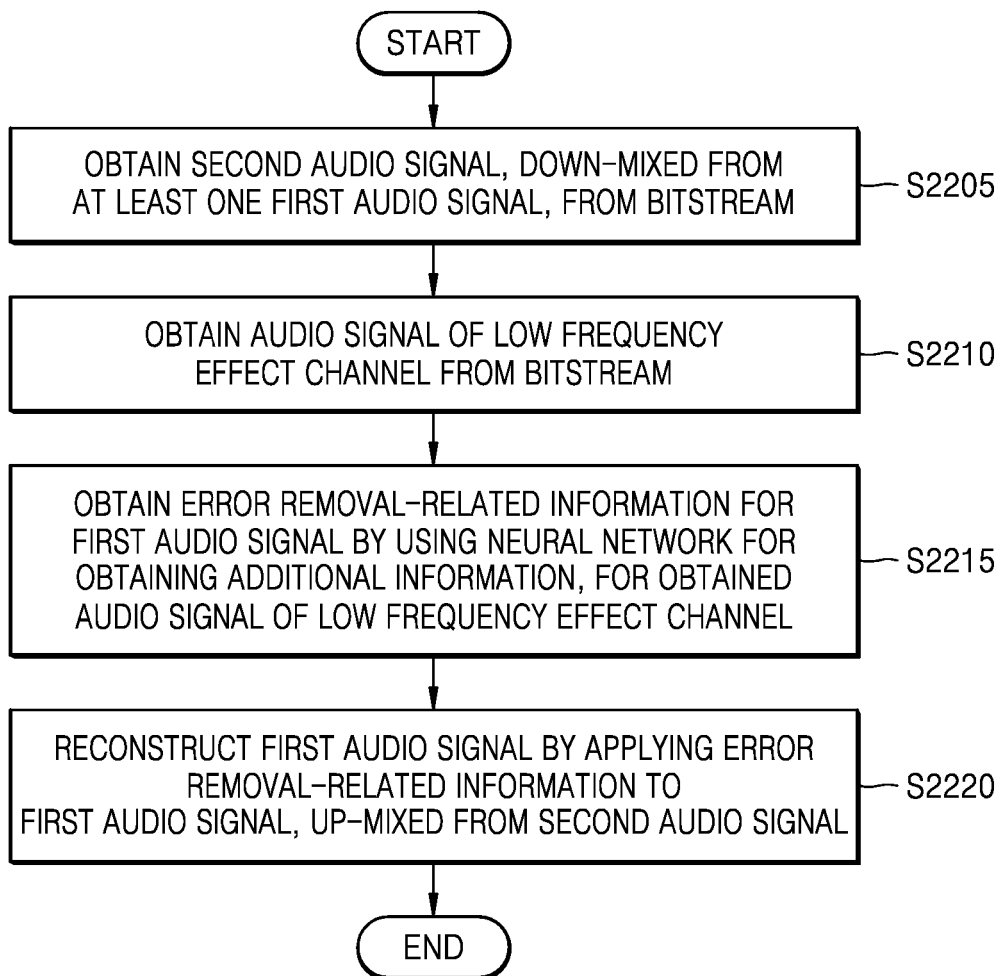 START
OBTAIN SECOND AUDIO SIGNAL, DOWN-MIXED FROM
AT LEAST ONE FIRST AUDIO SIGNAL, FROM BITSTREAM
S2205
OBTAIN AUDIO SIGNAL OF LOW FREQUENCY
EFFECT CHANNEL FROM BITSTREAM
S2210
OBTAIN ERROR REMOVAL-RELATED INFORMATION FOR
FIRST AUDIO SIGNAL BY USING NEURAL NETWORK FOR
OBTAINING ADDITIONAL INFORMATION, FOR OBTAINED
AUDIO SIGNAL OF LOW FREQUENCY EFFECT CHANNEL
S2215
RECONSTRUCT FIRST AUDIO SIGNAL BY APPLYING ERROR
REMOVAL-RELATED INFORMATION TO
FIRST AUDIO SIGNAL, UP-MIXED FROM SECOND AUDIO SIGNAL
S2220
END